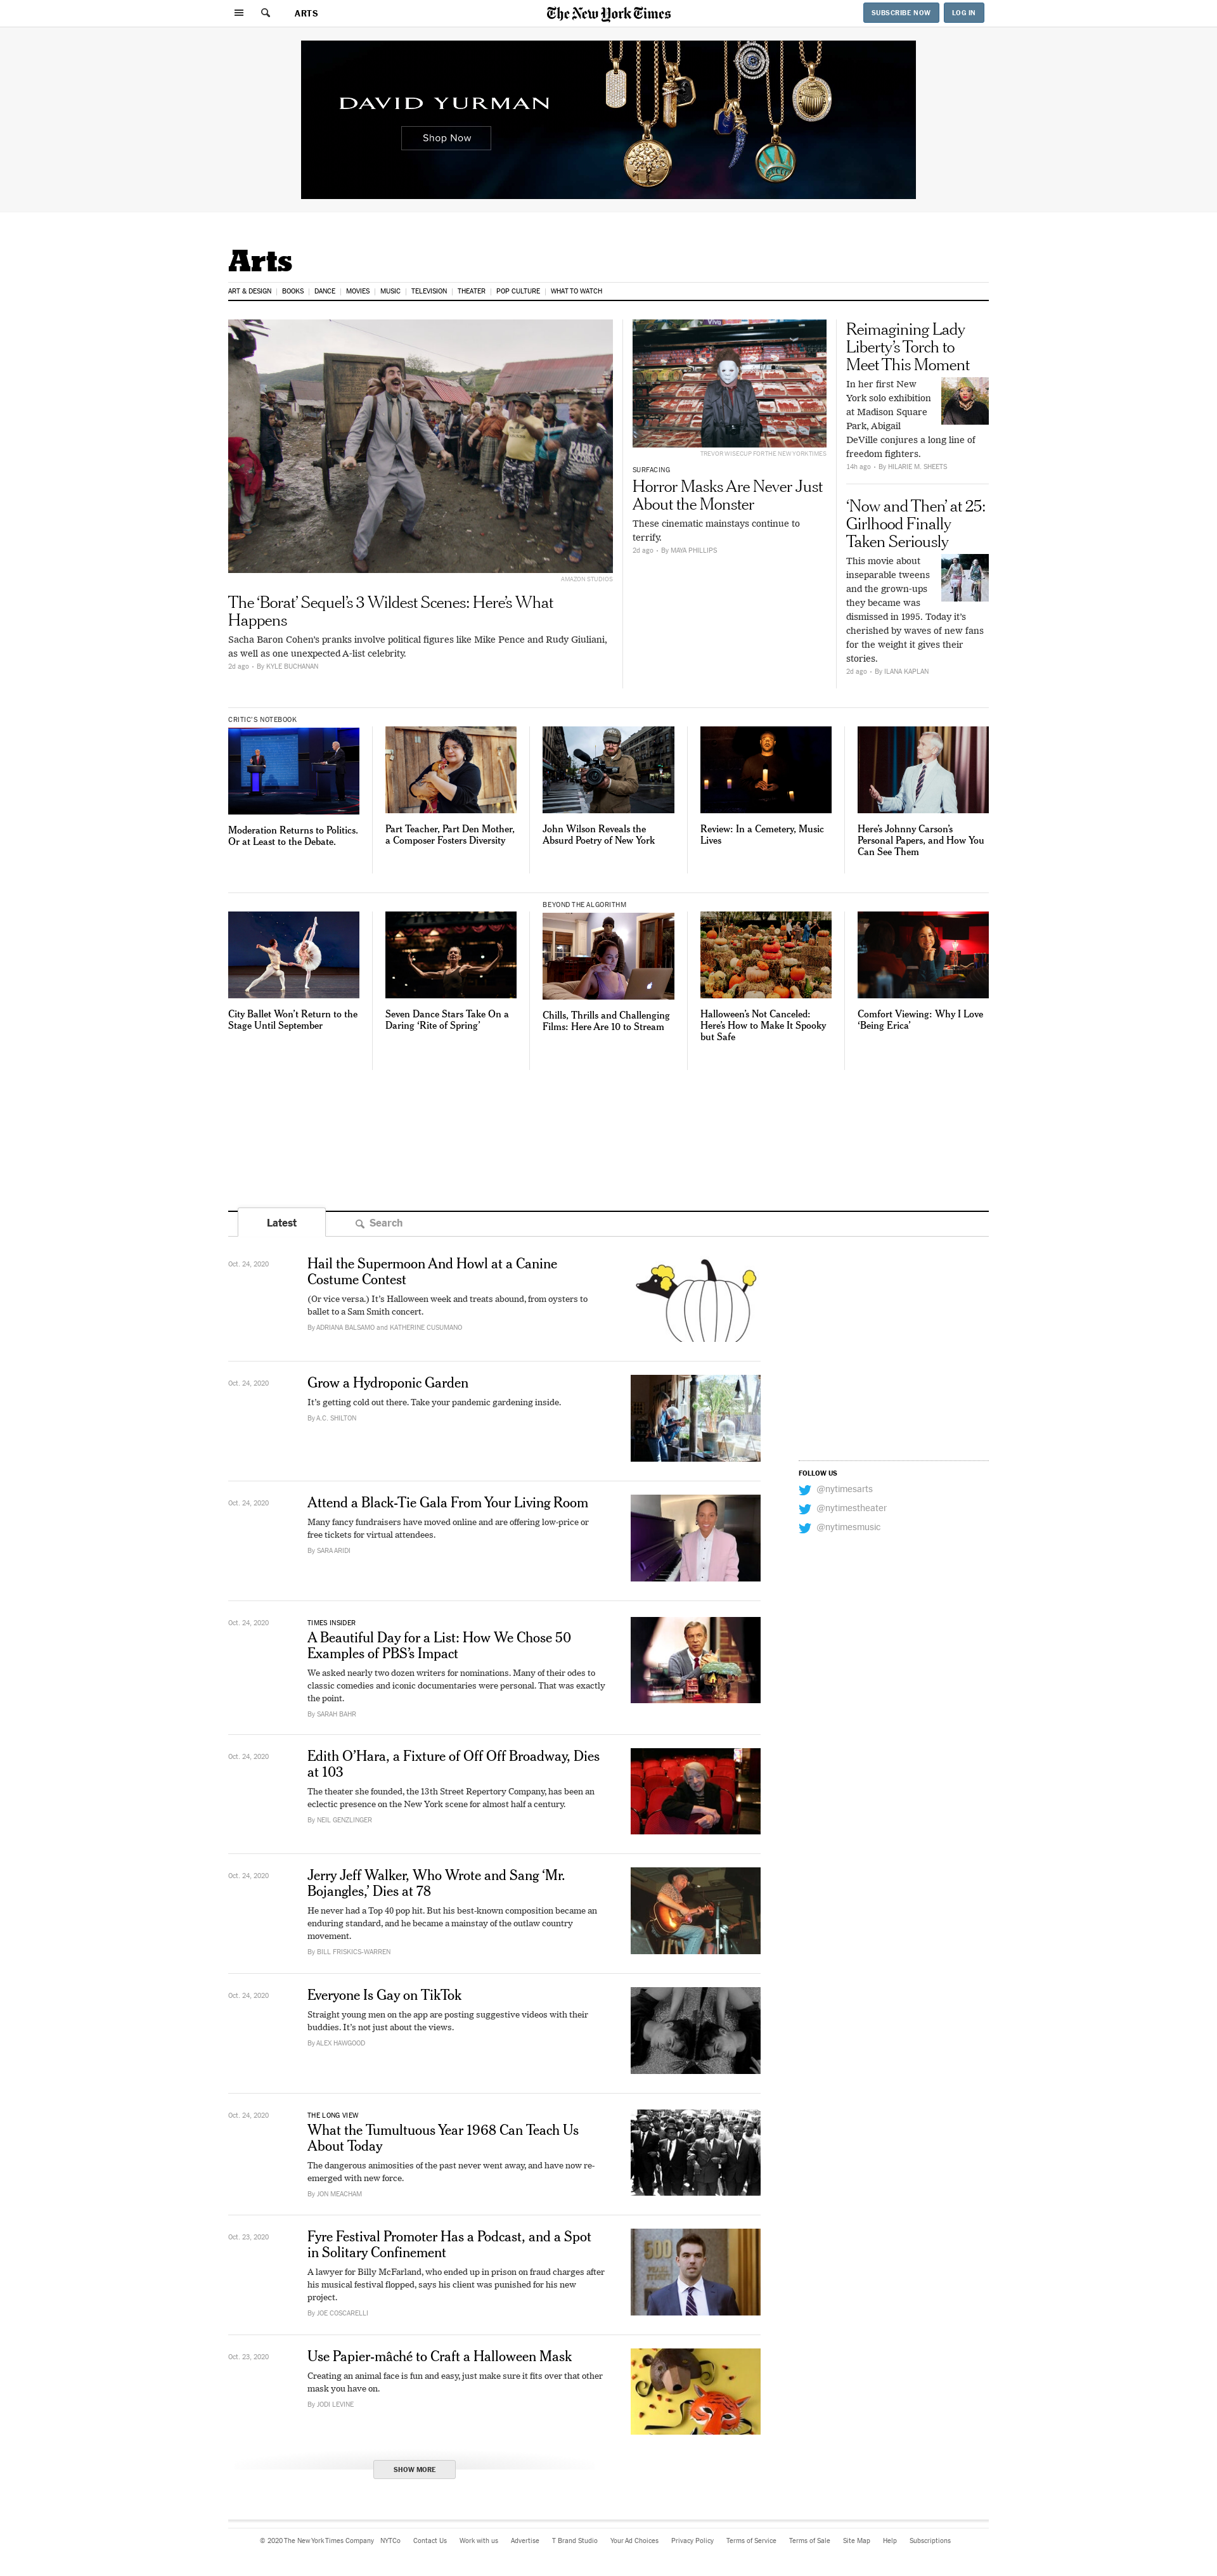 ARTS
The New York Times
SUBSCRIBE NOW
LOG IN
DAVID YURMAN
Shop Now
Arts
ART & DESIGN
BOOKS
DANCE
MOVIES
MUSIC
TELEVISION
THEATER
POP CULTURE
WHAT TO WATCH
AMAZON STUDIOS
The ‘Borat’ Sequel’s 3 Wildest Scenes: Here’s What
Happens
Sacha Baron Cohen’s pranks involve political figures like Mike Pence and Rudy Giuliani,
as well as one unexpected A-list celebrity.
2d ago • By KYLE BUCHANAN
TREVOR WISECUP FOR THE NEW YORK TIMES
SURFACING
Horror Masks Are Never Just
About the Monster
These cinematic mainstays continue to
terrify.
2d ago • By MAYA PHILLIPS
Reimagining Lady
Liberty’s Torch to
Meet This Moment
In her first New
York solo exhibition
at Madison Square
Park, Abigail
DeVille conjures a long line of
freedom fighters.
14h ago • By HILARIE M. SHEETS
‘Now and Then’ at 25:
Girlhood Finally
Taken Seriously
This movie about
inseparable tweens
and the grown-ups
they became was
dismissed in 1995. Today it’s
cherished by waves of new fans
for the weight it gives their
stories.
2d ago • By ILANA KAPLAN
CRITIC’S NOTEBOOK
Moderation Returns to Politics.
Or at Least to the Debate.
Part Teacher, Part Den Mother,
a Composer Fosters Diversity
John Wilson Reveals the
Absurd Poetry of New York
Review: In a Cemetery, Music
Lives
Here’s Johnny Carson’s
Personal Papers, and How You
Can See Them
City Ballet Won’t Return to the
Stage Until September
Seven Dance Stars Take On a
Daring ‘Rite of Spring’
BEYOND THE ALGORITHM
Chills, Thrills and Challenging
Films: Here Are 10 to Stream
Halloween’s Not Canceled:
Here’s How to Make It Spooky
but Safe
Comfort Viewing: Why I Love
‘Being Erica’
Latest
Search
Oct. 24, 2020
Hail the Supermoon And Howl at a Canine
Costume Contest
(Or vice versa.) It’s Halloween week and treats abound, from oysters to
ballet to a Sam Smith concert.
By ADRIANA BALSAMO and KATHERINE CUSUMANO
Oct. 24, 2020
Grow a Hydroponic Garden
It’s getting cold out there. Take your pandemic gardening inside.
By A.C. SHILTON
Oct. 24, 2020
Attend a Black-Tie Gala From Your Living Room
Many fancy fundraisers have moved online and are offering low-price or
free tickets for virtual attendees.
By SARA ARIDI
Oct. 24, 2020
TIMES INSIDER
A Beautiful Day for a List: How We Chose 50
Examples of PBS’s Impact
We asked nearly two dozen writers for nominations. Many of their odes to
classic comedies and iconic documentaries were personal. That was exactly
the point.
By SARAH BAHR
Oct. 24, 2020
Edith O’Hara, a Fixture of Off Off Broadway, Dies
at 103
The theater she founded, the 13th Street Repertory Company, has been an
eclectic presence on the New York scene for almost half a century.
By NEIL GENZLINGER
Oct. 24, 2020
Jerry Jeff Walker, Who Wrote and Sang ‘Mr.
Bojangles,’ Dies at 78
He never had a Top 40 pop hit. But his best-known composition became an
enduring standard, and he became a mainstay of the outlaw country
movement.
By BILL FRISKICS-WARREN
Oct. 24, 2020
Everyone Is Gay on TikTok
Straight young men on the app are posting suggestive videos with their
buddies. It’s not just about the views.
By ALEX HAWGOOD
Oct. 24, 2020
THE LONG VIEW
What the Tumultuous Year 1968 Can Teach Us
About Today
The dangerous animosities of the past never went away, and have now re-
emerged with new force.
By JON MEACHAM
Oct. 23, 2020
Fyre Festival Promoter Has a Podcast, and a Spot
in Solitary Confinement
A lawyer for Billy McFarland, who ended up in prison on fraud charges after
his musical festival flopped, says his client was punished for his new
project.
By JOE COSCARELLI
500
Oct. 23, 2020
Use Papier-mâché to Craft a Halloween Mask
Creating an animal face is fun and easy, just make sure it fits over that other
mask you have on.
By JODI LEVINE
SHOW MORE
FOLLOW US
@nytimesarts
@nytimestheater
@nytimesmusic
© 2020 The New York Times Company
NYTCo
Contact Us
Work with us
Advertise
T Brand Studio
Your Ad Choices
Privacy Policy
Terms of Service
Terms of Sale
Site Map
Help
Subscriptions